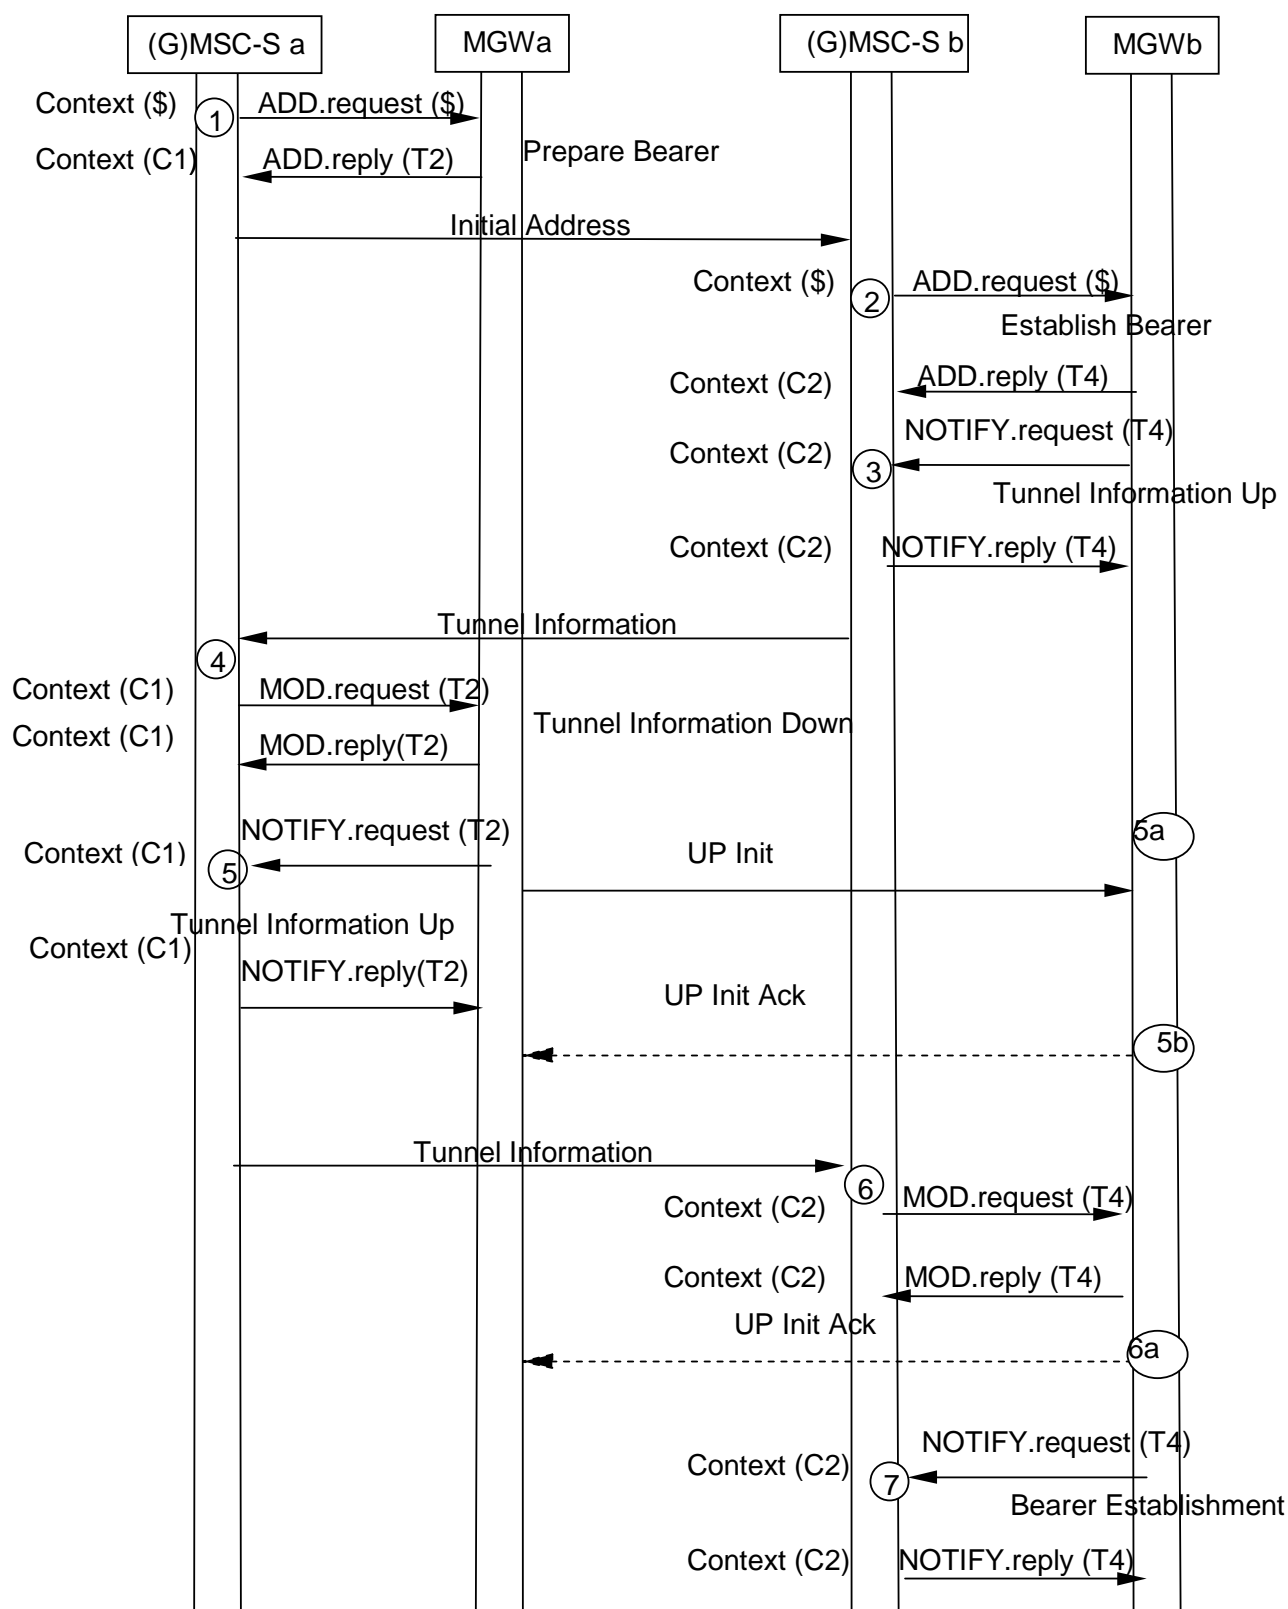 (G)MSC-S a
MGWa
(G)MSC-S b
MGWb
Context ($)
1
ADD.request ($)
Context (C1)
ADD.reply (T2)
Prepare Bearer
Initial Address
Context ($)
2
ADD.request ($)
Establish Bearer
Context (C2)
ADD.reply (T4)
NOTIFY.request (T4)
Context (C2)
3
Tunnel Information Up
Context (C2)
NOTIFY.reply (T4)
Tunnel Information
4
Context (C1)
MOD.request (T2)
Context (C1)
MOD.reply(T2)
Tunnel Information Down
NOTIFY.request (T2)
5a
Context (C1)
5
UP Init
Tunnel Information Up
Context (C1)
NOTIFY.reply(T2)
UP Init Ack
5b
Tunnel Information
6
Context (C2)
MOD.request (T4)
Context (C2)
MOD.reply (T4)
UP Init Ack
6a
NOTIFY.request (T4)
Context (C2)
7
Bearer Establishment
Context (C2)
NOTIFY.reply (T4)